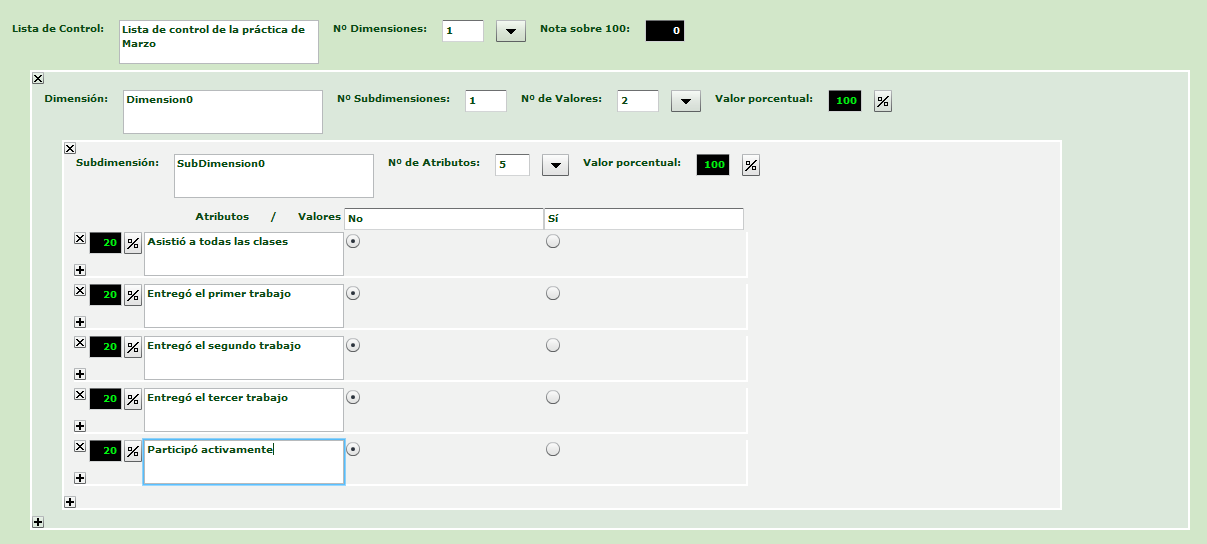 Lista de Control: Lista de control de la práctica de Marzo Nº Dimensiones: 1 Nota sobre 100: 0
Dimensión: Dimension0 Nº Subdimensiones: 1 Nº de Valores: 2 Valor porcentual: 100 %
Subdimensión: SubDimension0 Nº de Atributos: 5 Valor porcentual: 100 %
Atributos / Valores No Sí
20 % Asistió a todas las clases
20 % Entregó el primer trabajo
20 % Entregó el segundo trabajo
20 % Entregó el tercer trabajo
20 % Participó activamente